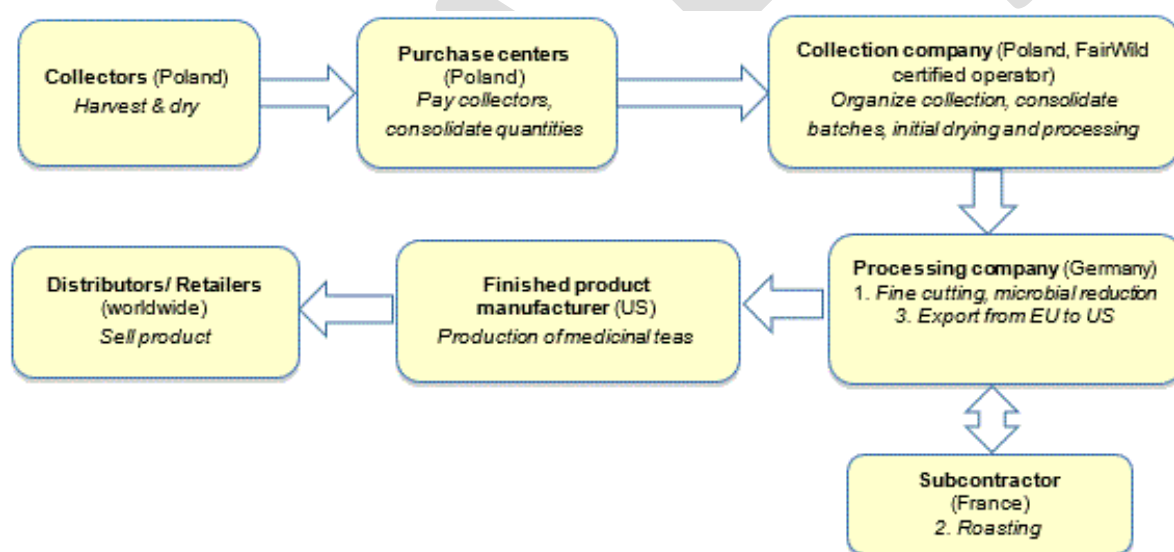 Collectors (Poland)
Harvest & dry
Purchase centers
(Poland)
Pay collectors,
consolidate quantities
Collection company (Poland, FairWild
certified operator)
Organize collection, consolidate
batches, initial drying and processing
Processing company (Germany)
1. Fine cutting, microbial reduction
3. Export from EU to US
Subcontractor
(France)
2. Roasting
Finished product
manufacturer (US)
Production of medicinal teas
Distributors/ Retailers
(worldwide)
Sell product